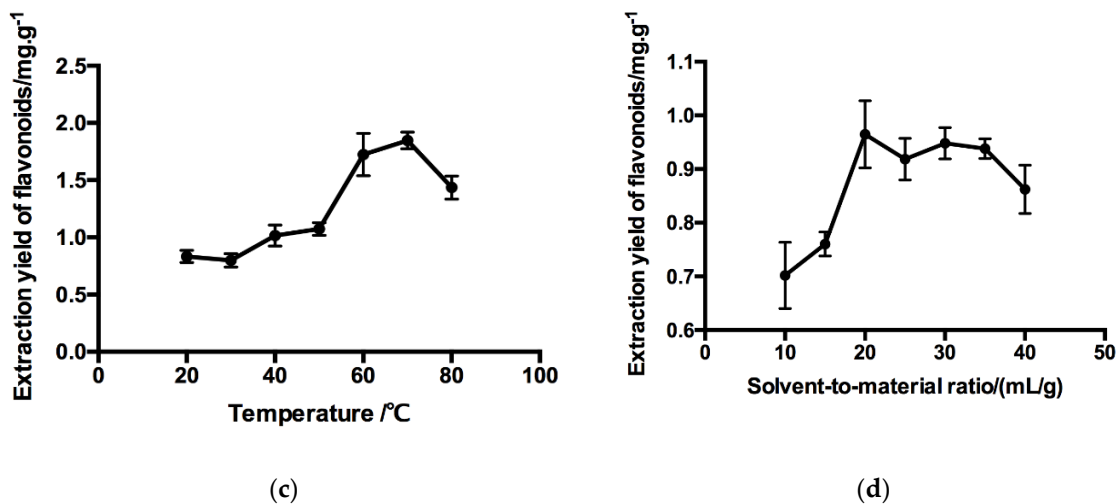 Extraction yield of flavonoids/mg.g-1
2.5
2.0
1.5
1.0
0.5
0.0
0 20 40 60 80 100
Temperature /℃
(c)
Extraction yield of flavonoids/mg.g-1
1.1
1.0
0.9
0.8
0.7
0.6
0 10 20 30 40 50
Solvent-to-material ratio/(mL/g)
(d)